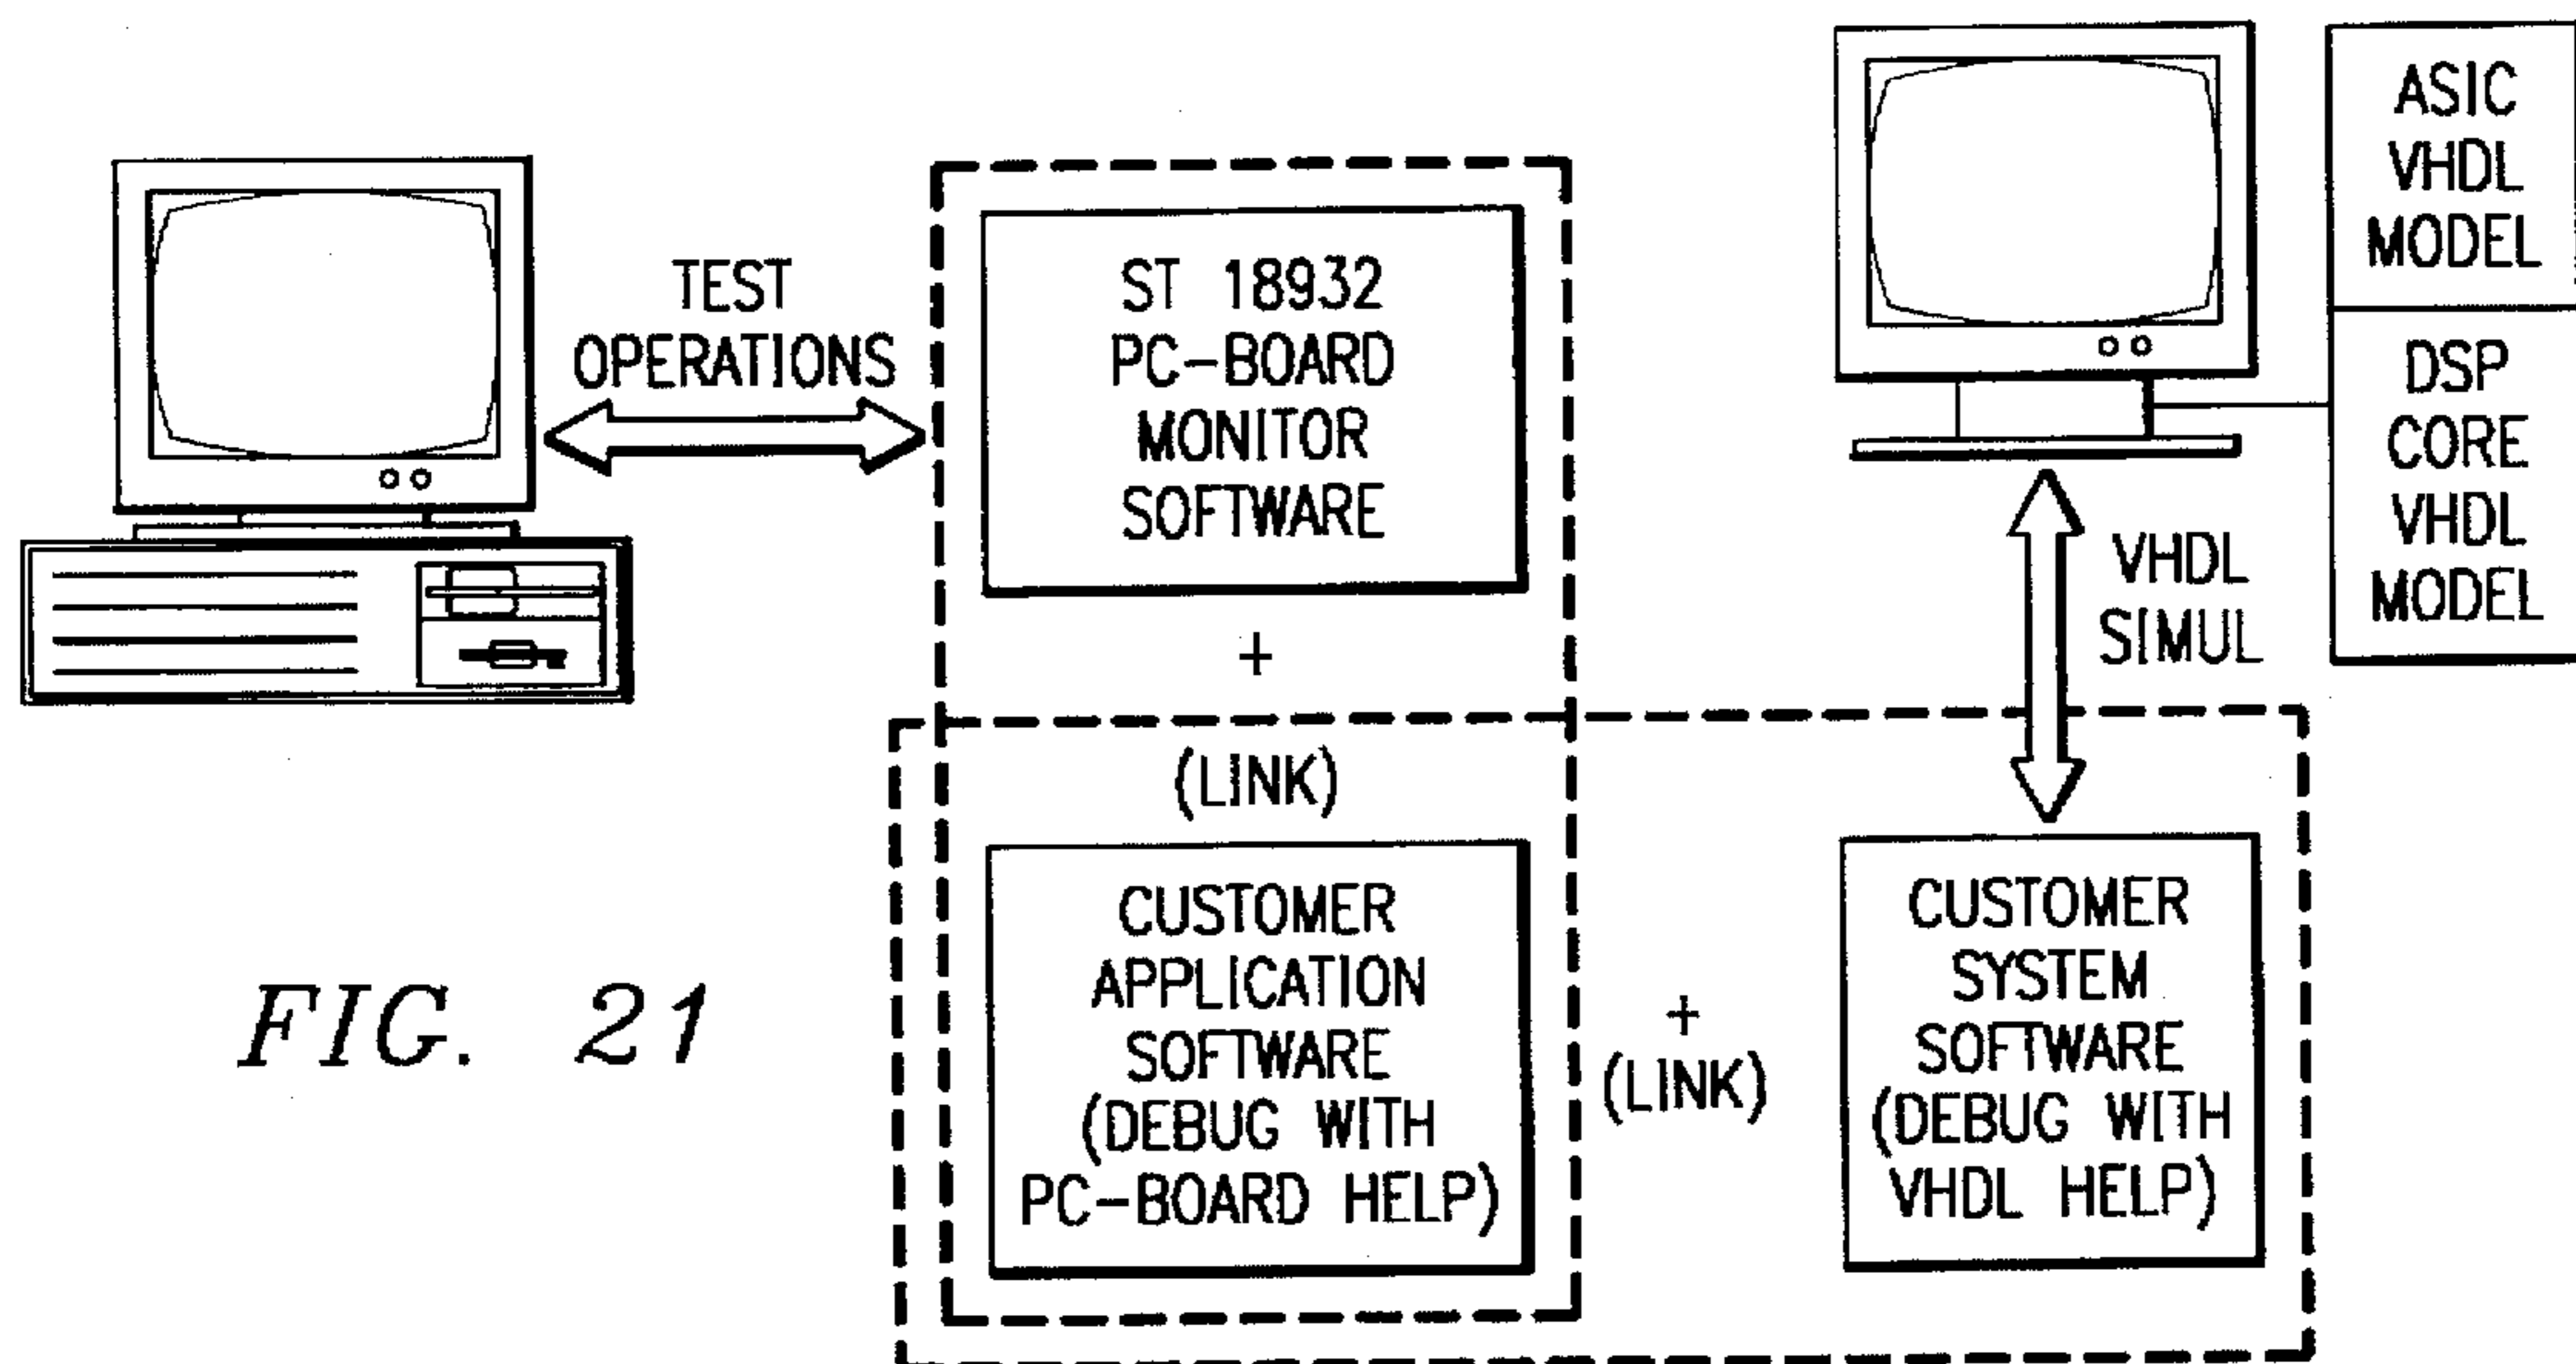 TEST
OPERATIONS
ST 18932
PC-BOARD
MONITOR
SOFTWARE
+
(LINK)
CUSTOMER
APPLICATION
SOFTWARE
(DEBUG WITH
PC-BOARD HELP)
+
(LINK)
ASIC
VHDL
MODEL
DSP
CORE
VHDL
MODEL
VHDL
SIMUL
CUSTOMER
SYSTEM
SOFTWARE
(DEBUG WITH
VHDL HELP)
FIG. 21